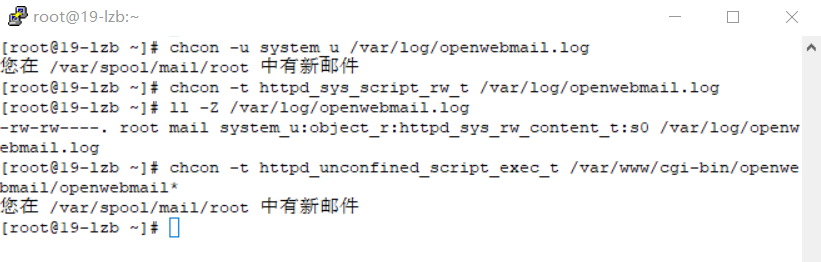 root@19-lzb:~
[root@19-lzb ~]# chcon -u system_u /var/log/openwebmail.log
您在 /var/spool/mail/root 中有新邮件
[root@19-lzb ~]# chcon -t httpd_sys_script_rw_t /var/log/openwebmail.log
[root@19-lzb ~]# ll -Z /var/log/openwebmail.log
-rw-rw----. root mail system_u:object_r:httpd_sys_rw_content_t:s0 /var/log/openw
ebmail.log
[root@19-lzb ~]# chcon -t httpd_unconfined_script_exec_t /var/www/cgi-bin/openwe
bmail/openwebmail*
您在 /var/spool/mail/root 中有新邮件
[root@19-lzb ~]#